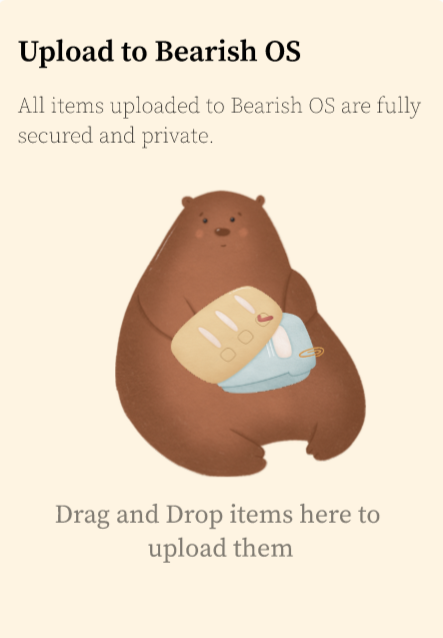 Upload to Bearish OS
All items uploaded to Bearish OS are fully
secured and private.
Drag and Drop items here to
upload them